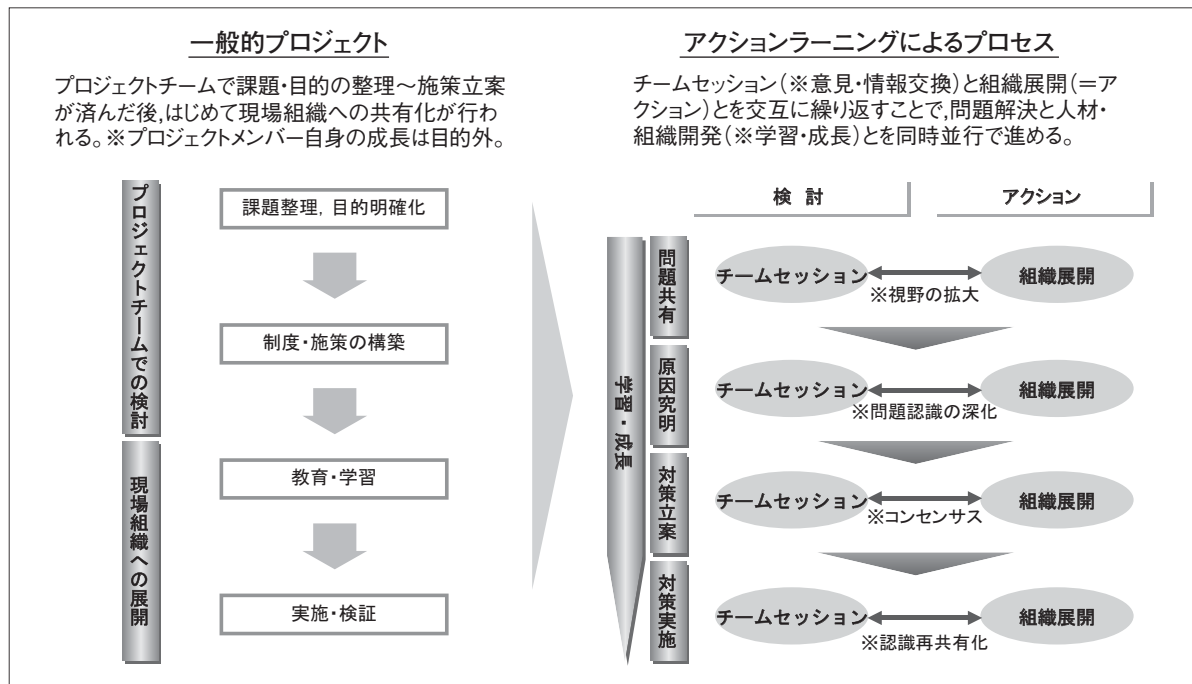 一般的プロジェクト
プロジェクトチームで課題・目的の整理～施策立案
が済んだ後,はじめて現場組織への共有化が行わ
れる。※プロジェクトメンバー自身の成長は目的外。
プロジェクトチームでの検討
課題整理, 目的明確化
制度・施策の構築
現場組織への展開
教育・学習
実施・検証
アクションラーニングによるプロセス
チームセッション(※意見・情報交換)と組織展開(=ア
クション)とを交互に繰り返すことで,問題解決と人材・
組織開発(※学習・成長)とを同時並行で進める。
検 討
アクション
学習・成長
問題共有
チームセッション
組織展開
※視野の拡大
原因究明
チームセッション
組織展開
※問題認識の深化
対策立案
チームセッション
組織展開
※コンセンサス
対策実施
チームセッション
組織展開
※認識再共有化